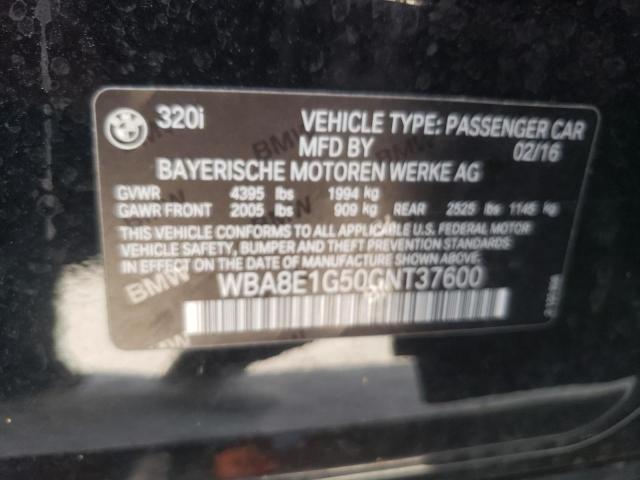 320i VEHICLE TYPE: PASSENGER CAR
MFD BY 02/16
BAYERISCHE MOTOREN WERKE AG
GVWR 4395 lbs 1994 kg
GAWR FRONT 2005 lbs 909 kg REAR 2525 lbs 1145 kg
THIS VEHICLE CONFORMS TO ALL APPLICABLE U.S. FEDERAL MOTOR
VEHICLE SAFETY, BUMPER AND THEFT PREVENTION STANDARDS IN
EFFECT ON THE DATE OF MANUFACTURE SHOWN ABOVE.
WBA8E1G50GNT37600